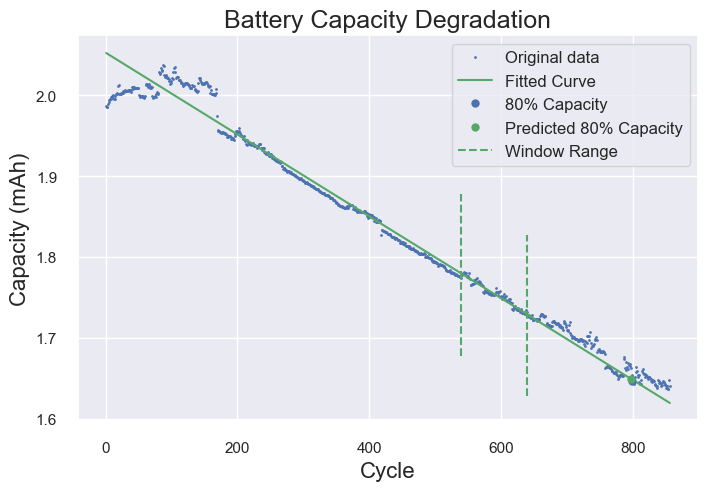 Battery Capacity Degradation
Original data
Fitted Curve
80% Capacity
Predicted 80% Capacity
Window Range
Capacity (mAh)
2.0
1.9
1.8
1.7
1.6
0
200
400
600
800
Cycle